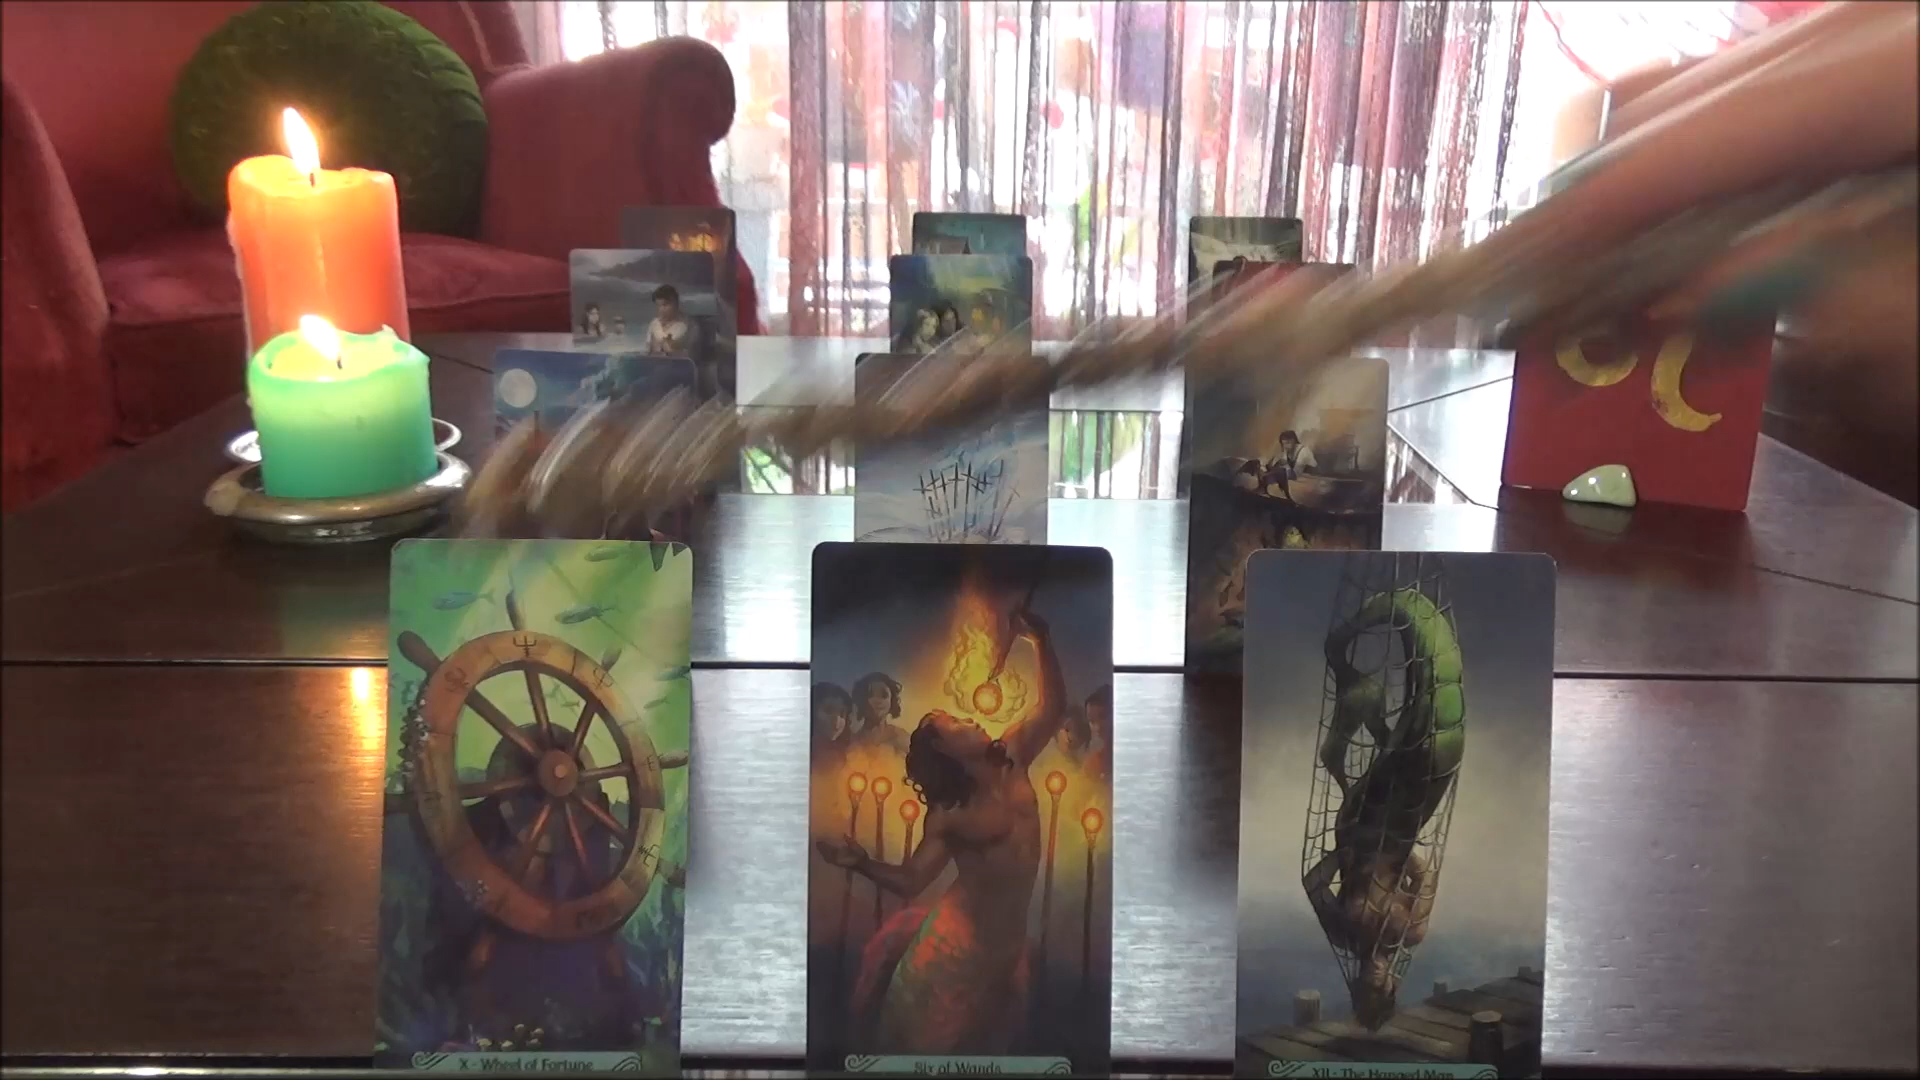 X - Wheel of Fortune
Six of Wands
XII - The Hanged Man